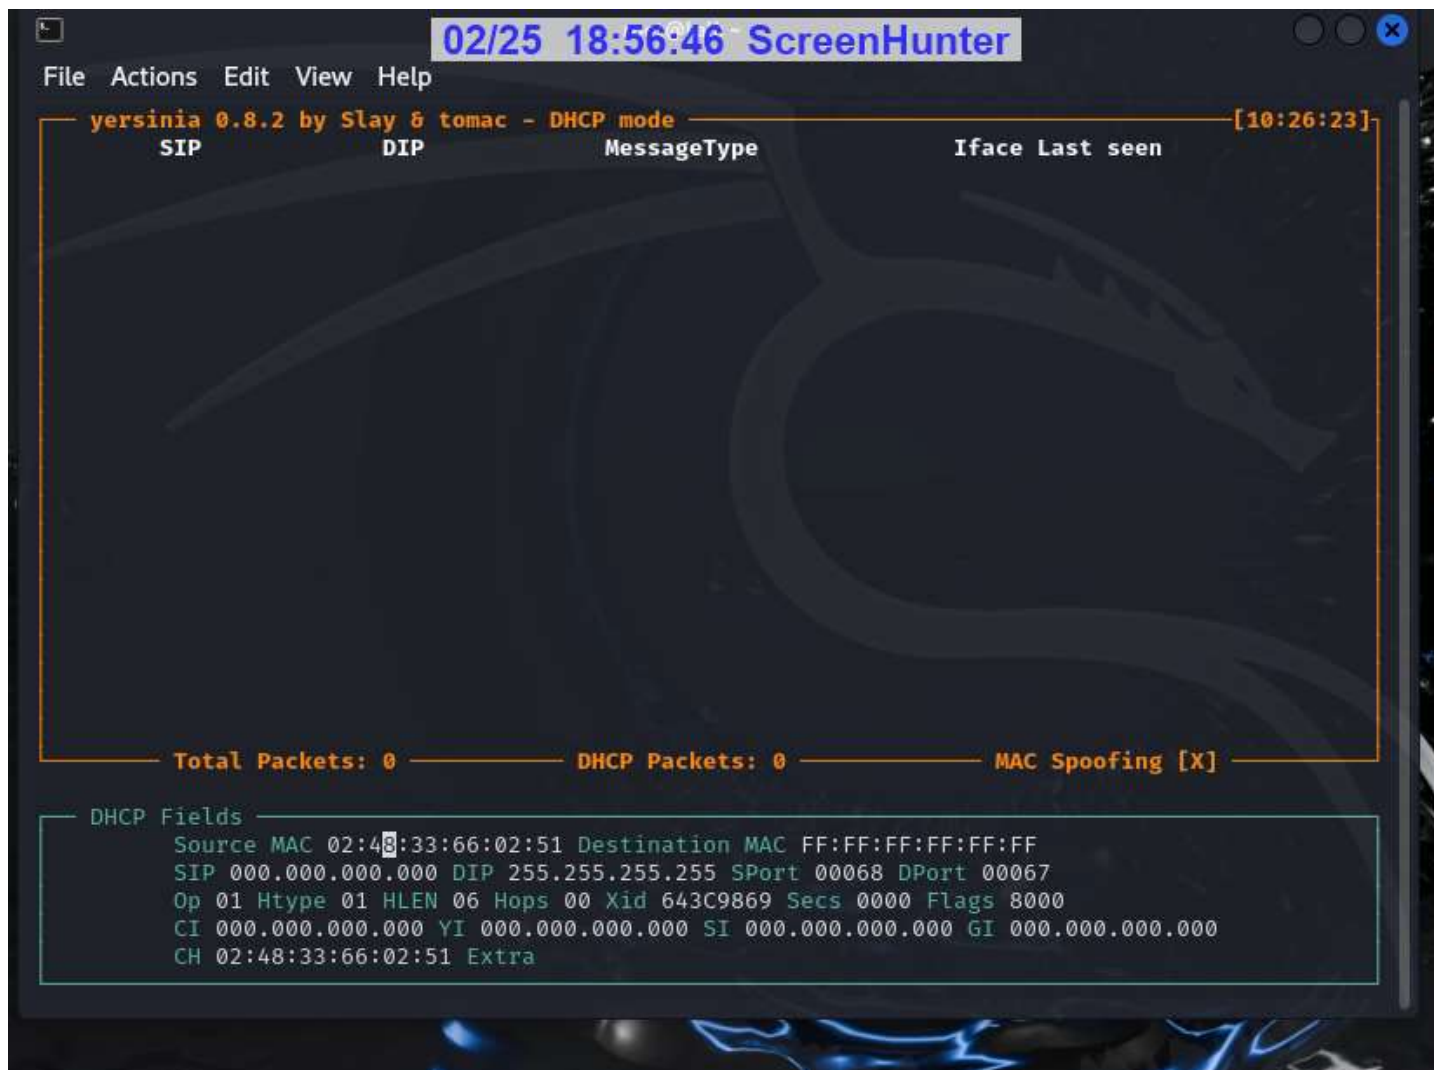 02/25 18:56:46 ScreenHunter
File Actions Edit View Help
yersinia 0.8.2 by Slay & tomac - DHCP mode [10:26:23]
SIP DIP MessageType Iface Last seen
Total Packets: 0 DHCP Packets: 0 MAC Spoofing [X]
DHCP Fields
Source MAC 02:48:33:66:02:51 Destination MAC FF:FF:FF:FF:FF:FF
SIP 000.000.000.000 DIP 255.255.255.255 SPort 00068 DPort 00067
Op 01 Htype 01 HLEN 06 Hops 00 Xid 643C9869 Secs 0000 Flags 8000
CI 000.000.000.000 YI 000.000.000.000 SI 000.000.000.000 GI 000.000.000.000
CH 02:48:33:66:02:51 Extra